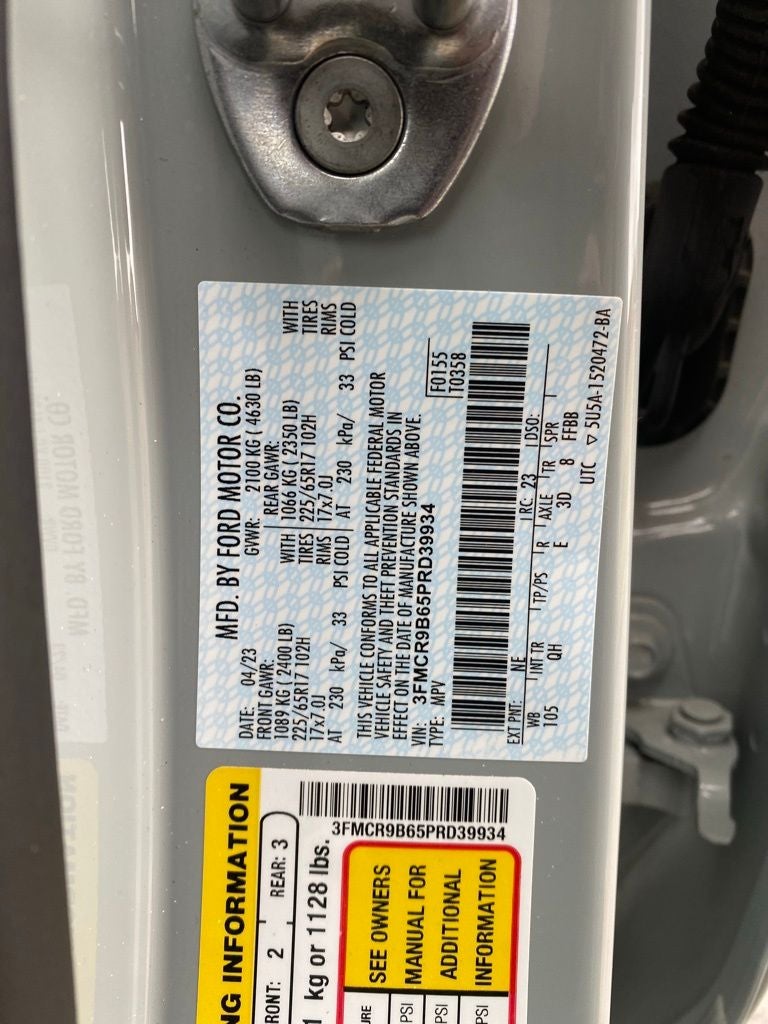 MFD. BY FORD MOTOR CO.
DATE: 04/23
GVWR: 2100 KG ( 4630 LB)
FRONT GAWR:
REAR GAWR:
1089 KG ( 2400 LB) WITH
1066 KG ( 2350 LB) WITH
225/65R17 102H TIRES
225/65R17 102H TIRES
17x7.0J RIMS
17x7.0J RIMS
AT 230 kPa/ 33 PSI COLD
AT 230 kPa/ 33 PSI COLD
THIS VEHICLE CONFORMS TO ALL APPLICABLE FEDERAL MOTOR
VEHICLE SAFETY AND THEFT PREVENTION STANDARDS IN
EFFECT ON THE DATE OF MANUFACTURE SHOWN ABOVE.
F0155
T0358
VIN: 3FMCR9B65PRD39934
TYPE: MPV
EXT PNT: NE RC: 23 DSO:
WB INT TR TP/PS R AXLE TR SPR
105 QH E 3D 8 FFBB
UTC ▽ 5U5A-1520472-BA
NG INFORMATION
RONT: 2 REAR: 3
1 kg or 1128 lbs.
3FMCR9B65PRD39934
SEE OWNERS
MANUAL FOR
ADDITIONAL
INFORMATION
URE
PSI
PSI
PSI